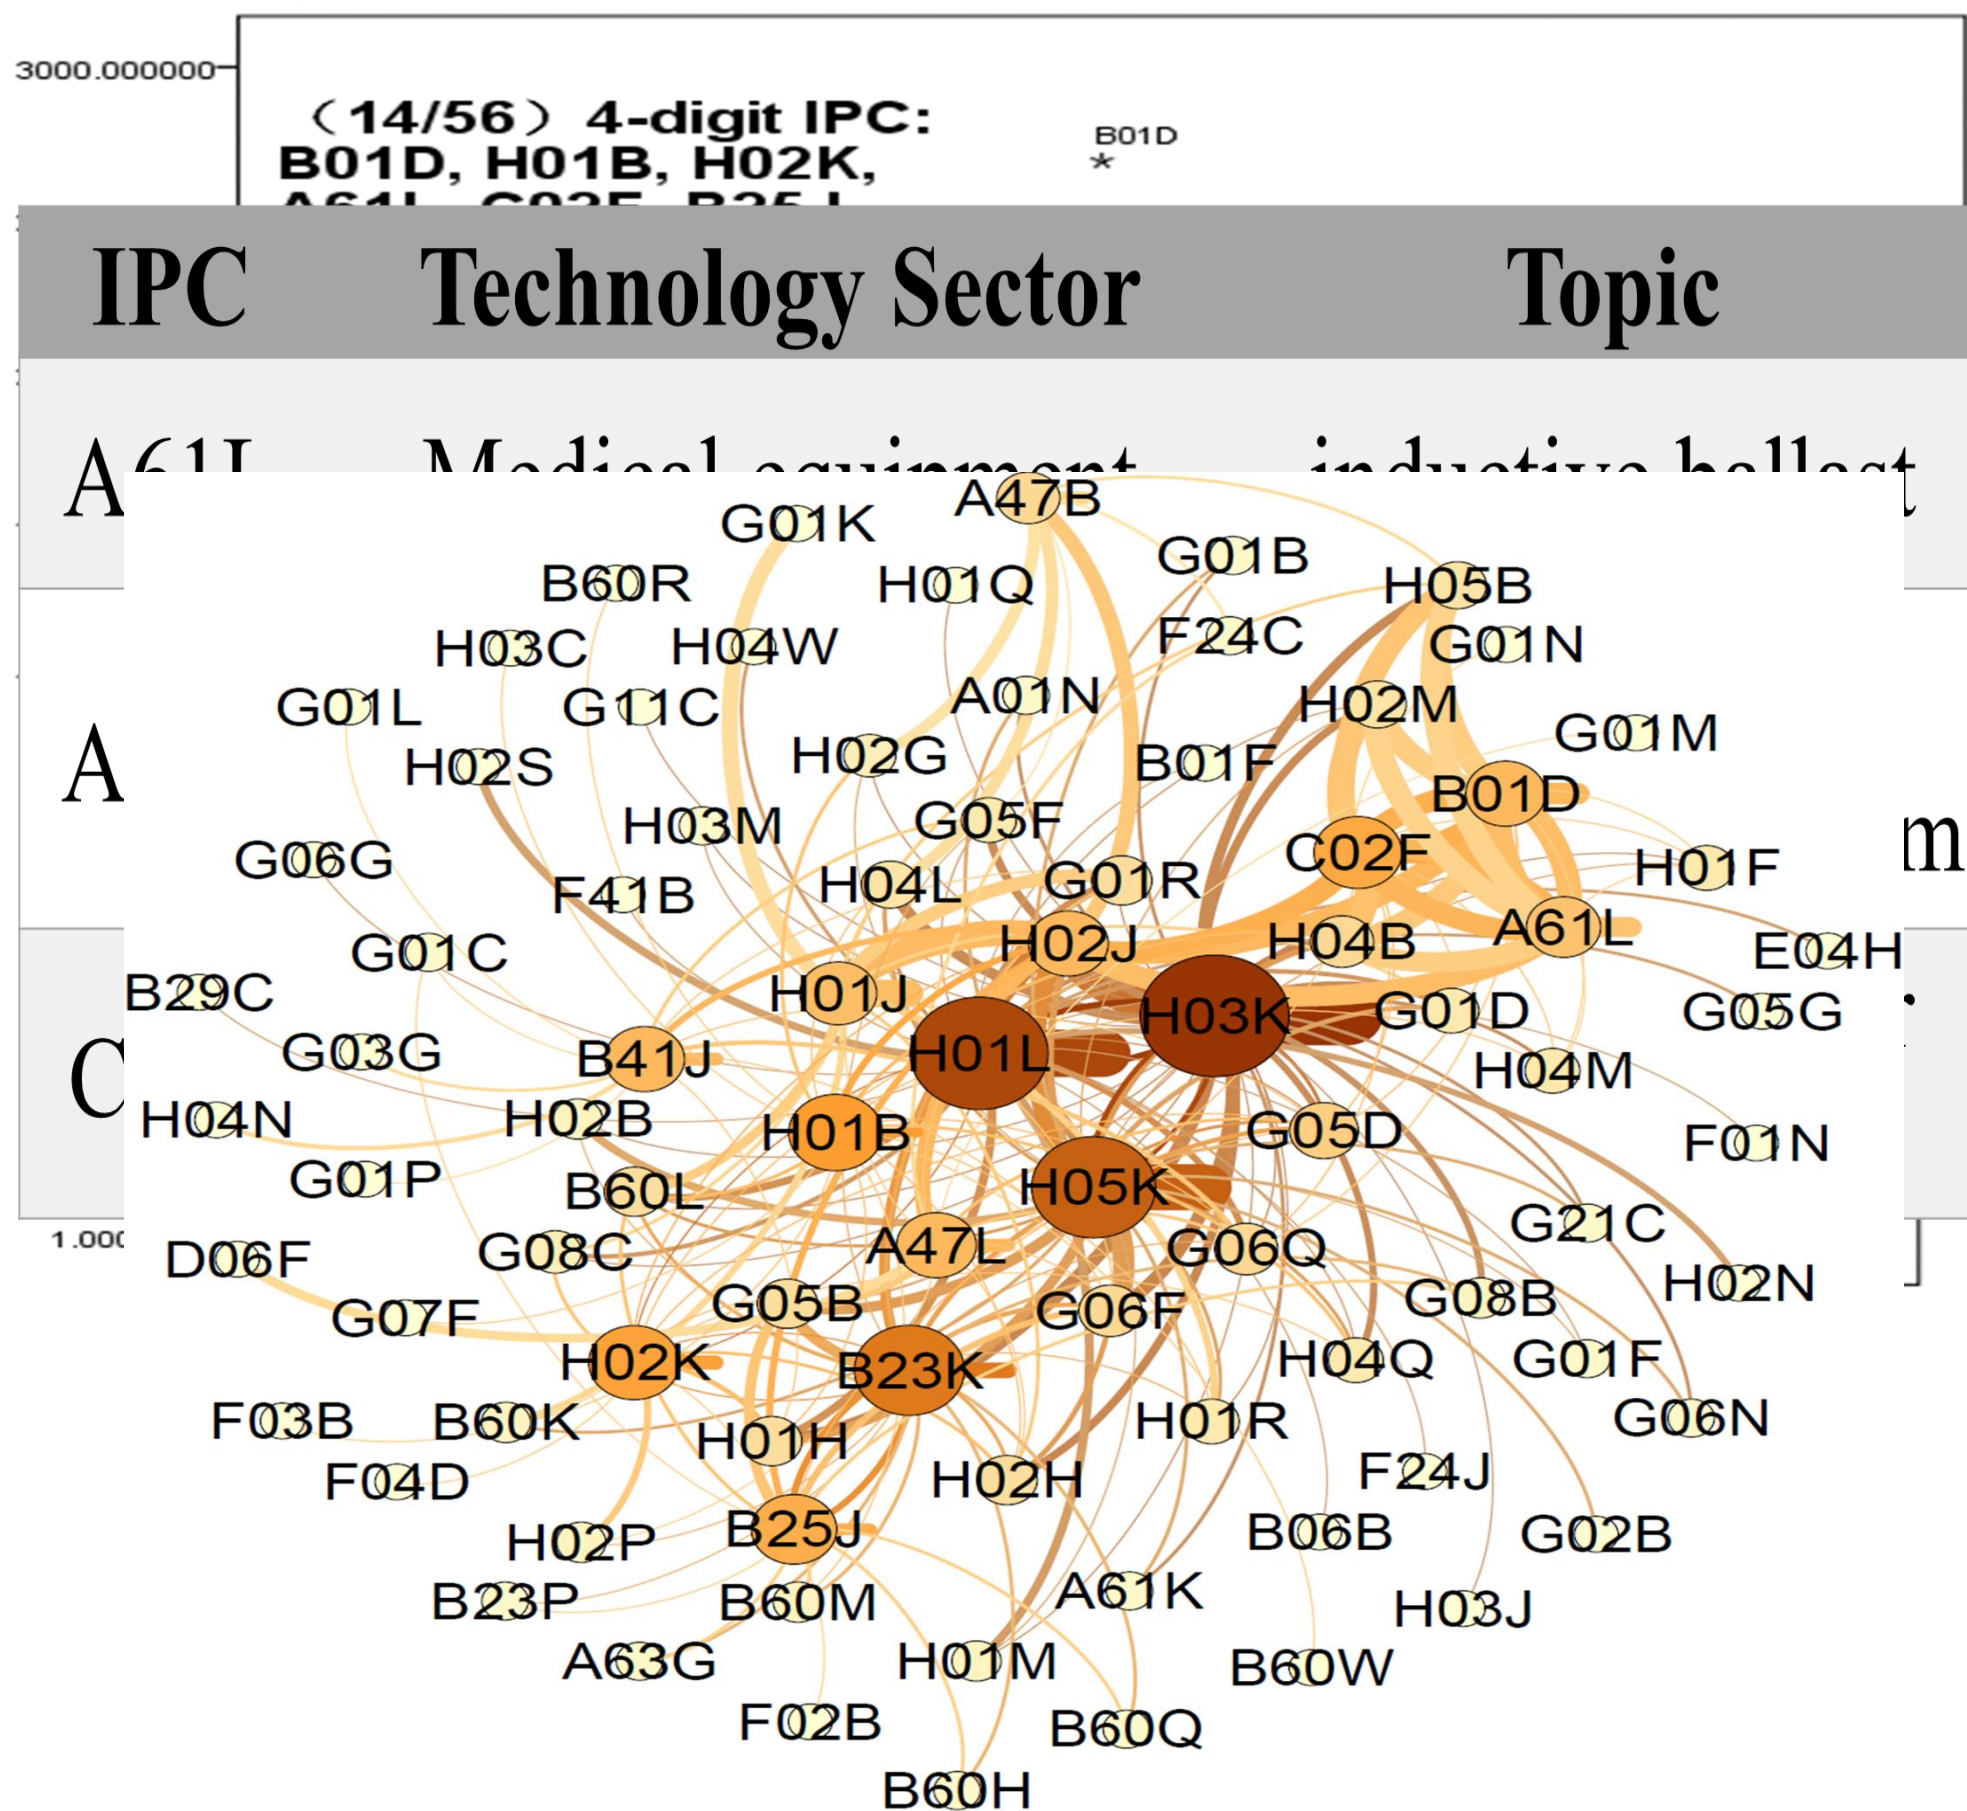 3000.000000
（14/56）4-digit IPC:
B01D, H01B, H02K,
B01D
*
IPC Technology Sector Topic
A61L Medical equipment inductive ballast
A
m
C
1.000
A47B
G01K
G01B
B60R
H01Q
H05B
H03C
H04W
F24C
G01N
G01L
G11C
A01N
H02M
G01M
H02S
H02G
B01F
B01D
H03M
G05F
C02F
G06G
F41B
H04L
G01R
H01F
G01C
H02J
H04B
A61L
E04H
B29C
H01J
H03K
G01D
G05G
G03G
B41J
H01L
H04M
H04N
H02B
H01B
G05D
F01N
G01P
B60L
H05K
G21C
D06F
G08C
A47L
G06Q
H02N
G07F
G05B
G06F
G08B
H02K
B23K
H04Q
G01F
F03B
B60K
H01H
H01R
G06N
F04D
H02H
F24J
H02P
B25J
B06B
G02B
B23P
B60M
A61K
H03J
A63G
H01M
B60W
F02B
B60Q
B60H